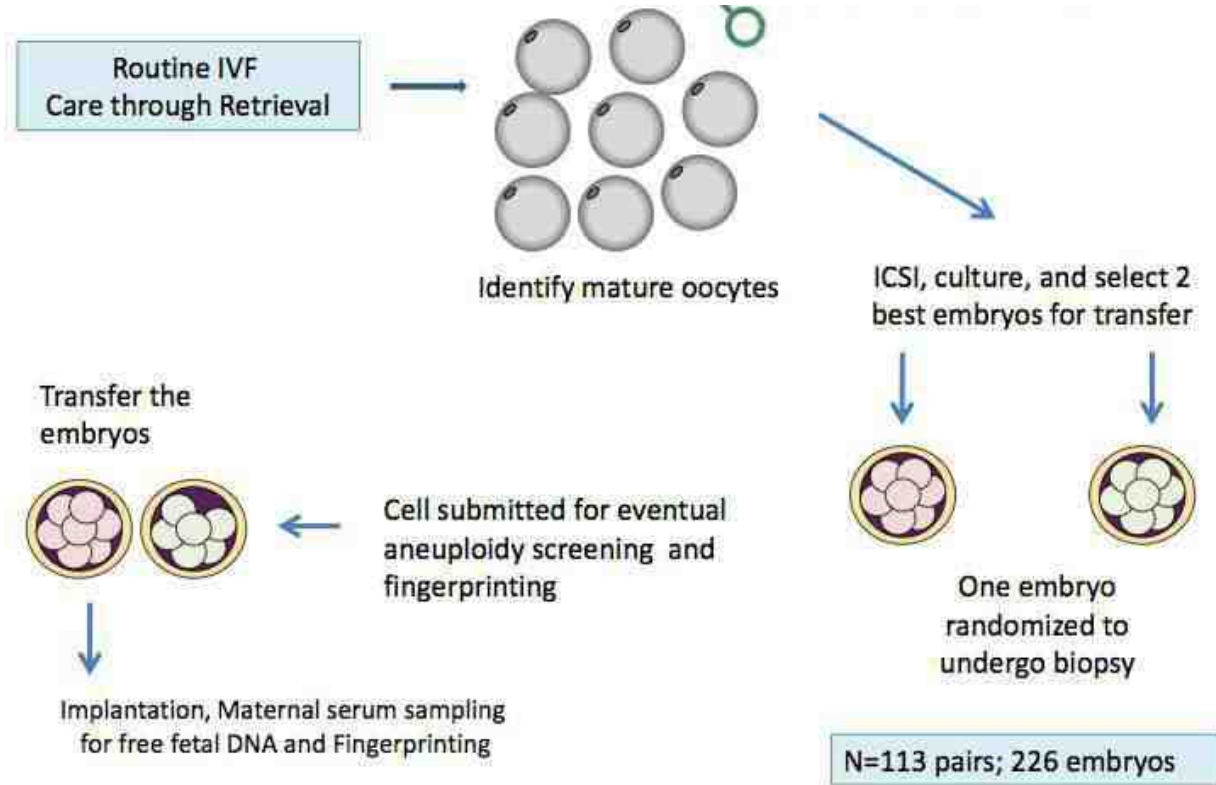 Routine IVF
Care through Retrieval
Identify mature oocytes
ICSI, culture, and select 2
best embryos for transfer
One embryo
randomized to
undergo biopsy
N=113 pairs; 226 embryos
Cell submitted for eventual
aneuploidy screening and
fingerprinting
Transfer the
embryos
Implantation, Maternal serum sampling
for free fetal DNA and Fingerprinting